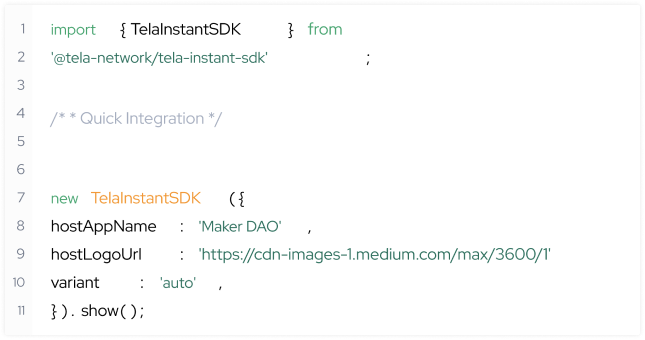 1 import { TelaInstantSDK } from
2 '@tela-network/tela-instant-sdk' ;
3
4 /** Quick Integration */
5
6
7 new TelaInstantSDK ({
8 hostAppName : 'Maker DAO' ,
9 hostLogoUrl : 'https://cdn-images-1.medium.com/max/3600/1'
10 variant : 'auto' ,
11 }). show();